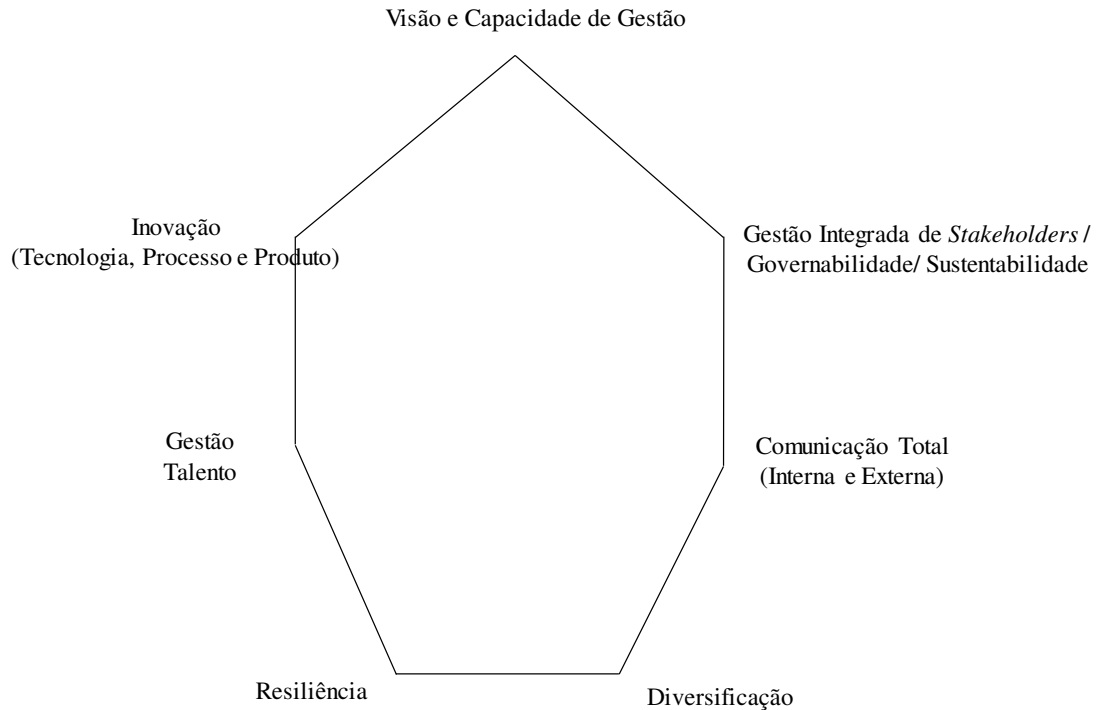 Visão e Capacidade de Gestão
Inovação
(Tecnologia, Processo e Produto)
Gestão Integrada de Stakeholders /
Governabilidade/ Sustentabilidade
Gestão
Talento
Comunicação Total
(Interna e Externa)
Resiliência
Diversificação